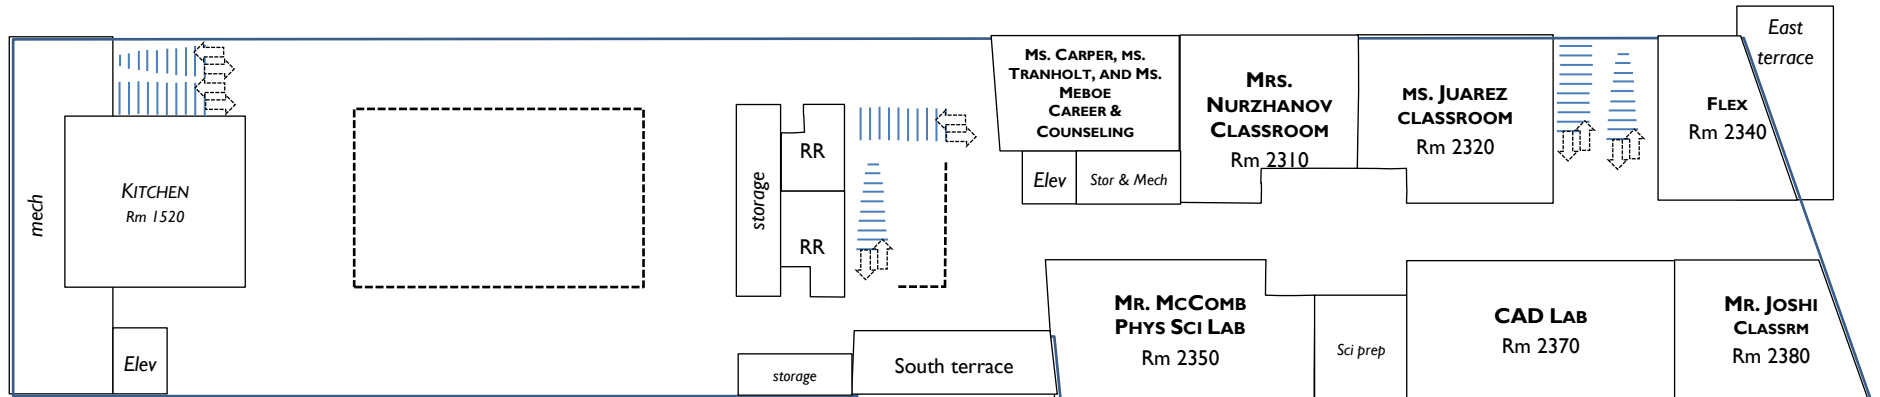 mech
KITCHEN
Rm 1520
Elev
storage
RR
RR
storage
South terrace
MS. CARPER, MS.
TRANHOLT, AND MS.
MEBOE
CAREER &
COUNSELING
Elev
Stor & Mech
MRS.
NURZHANOV
CLASSROOM
Rm 2310
MS. JUAREZ
CLASSROOM
Rm 2320
FLEX
Rm 2340
East
terrace
MR. MCCOMB
PHYS SCI LAB
Rm 2350
Sci prep
CAD LAB
Rm 2370
MR. JOSHI
CLASSRM
Rm 2380